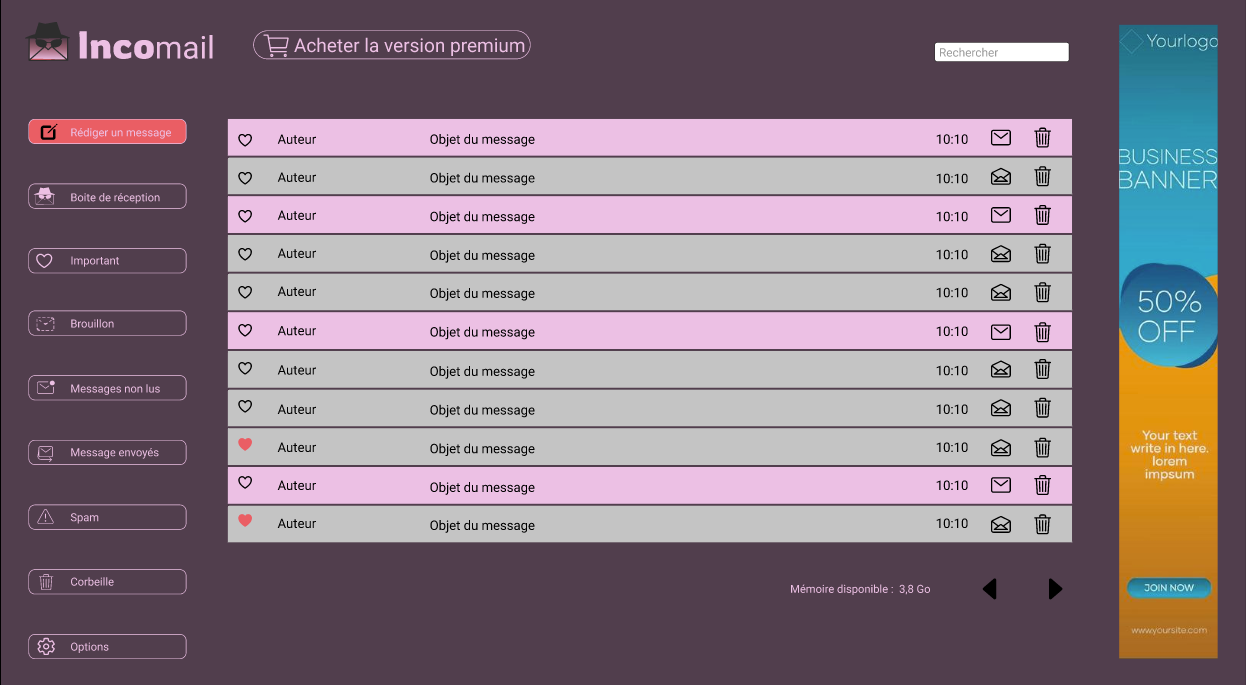 Incomail
Acheter la version premium
Rechercher
Rédiger un message
Boite de réception
Important
Brouillon
Messages non lus
Message envoyés
Spam
Corbeille
Options
Auteur Objet du message 10:10
Auteur Objet du message 10:10
Auteur Objet du message 10:10
Auteur Objet du message 10:10
Auteur Objet du message 10:10
Auteur Objet du message 10:10
Auteur Objet du message 10:10
Auteur Objet du message 10:10
Auteur Objet du message 10:10
Auteur Objet du message 10:10
Auteur Objet du message 10:10
Mémoire disponible : 3,8 Go
Yourlogo
BUSINESS
BANNER
50%
OFF
Your text
write in here.
lorem
impsum
JOIN NOW
www.yoursite.com